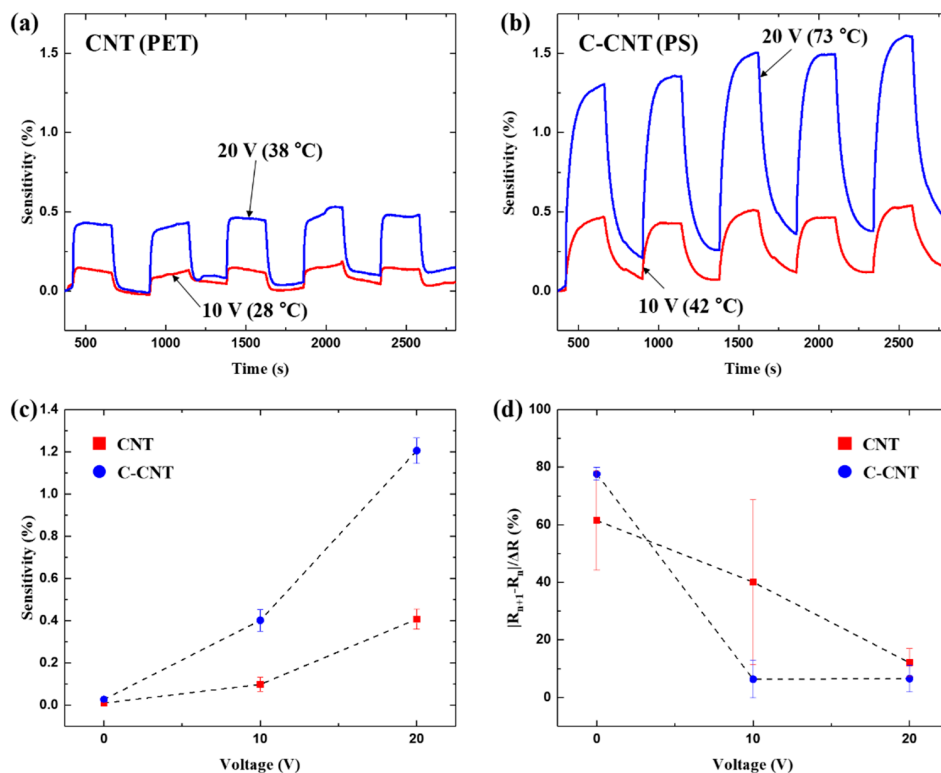 (a)
CNT (PET)
20 V (38 °C)
10 V (28 °C)
Sensitivity (%)
1.5
1.0
0.5
0.0
500 1000 1500 2000 2500
Time (s)
(b)
C-CNT (PS)
20 V (73 °C)
10 V (42 °C)
Sensitivity (%)
1.5
1.0
0.5
0.0
500 1000 1500 2000 2500
Time (s)
(c)
CNT
C-CNT
Sensitivity (%)
1.4
1.2
1.0
0.8
0.6
0.4
0.2
0.0
0 10 20
Voltage (V)
(d)
CNT
C-CNT
|Rn+1-Rn|/ΔR (%)
100
80
60
40
20
0
0 10 20
Voltage (V)